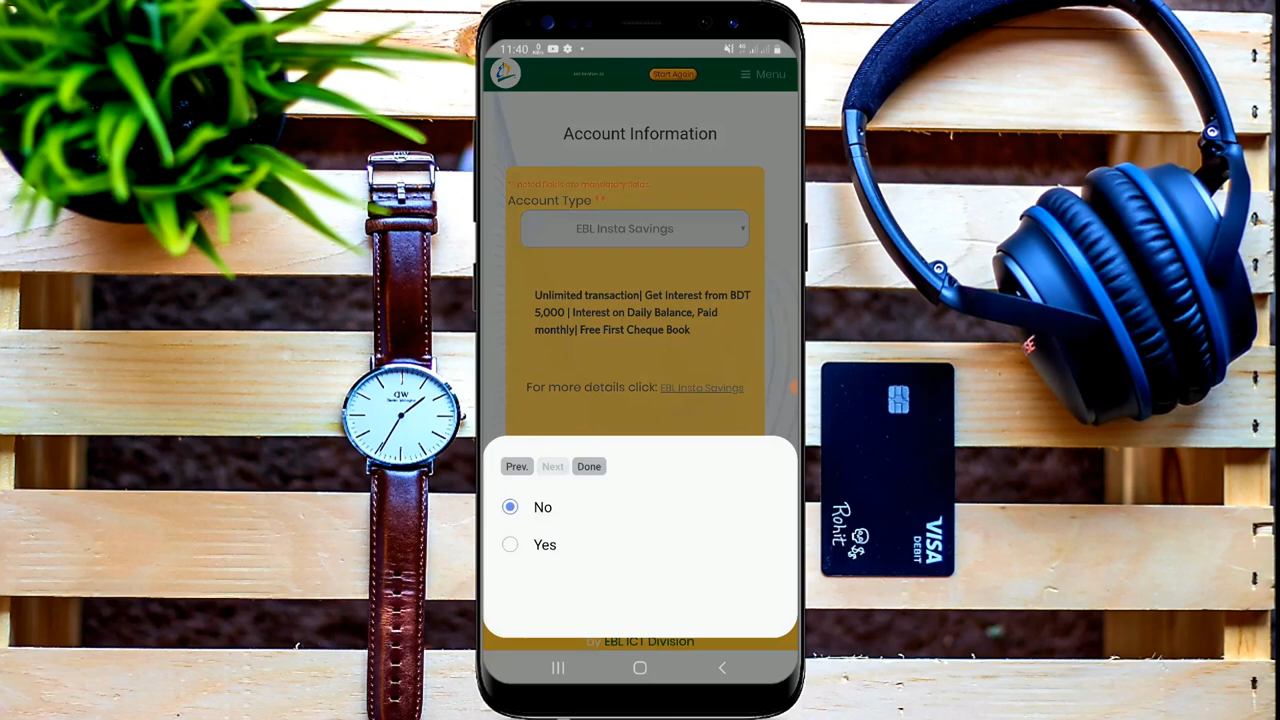 11:40
Start Again
Menu
Account Information
Account Type **
EBL Insta Savings
Unlimited transaction| Get Interest from BDT
5,000 | Interest on Daily Balance, Paid
monthly| Free First Cheque Book
For more details click: EBL Insta Savings
Prev. Next Done
No
Yes
by EBL ICT Division
DW
Rohit
VISA
DEBIT